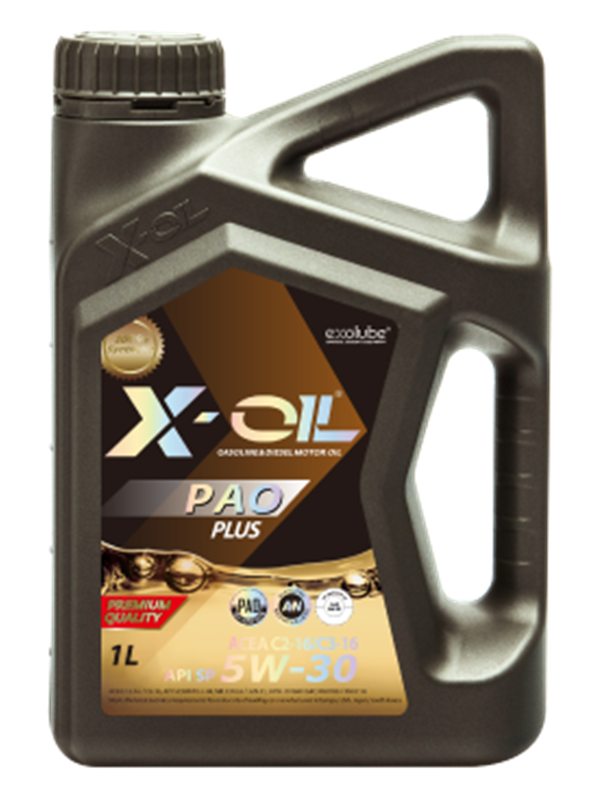 X-OIL
exolube®
X-OIL®
GASOLINE & DIESEL MOTOR OIL
PAO
PLUS
PAO
AN
PREMIUM
QUALITY
ACEA C2-16/C3-16
1L
API SP 5W-30